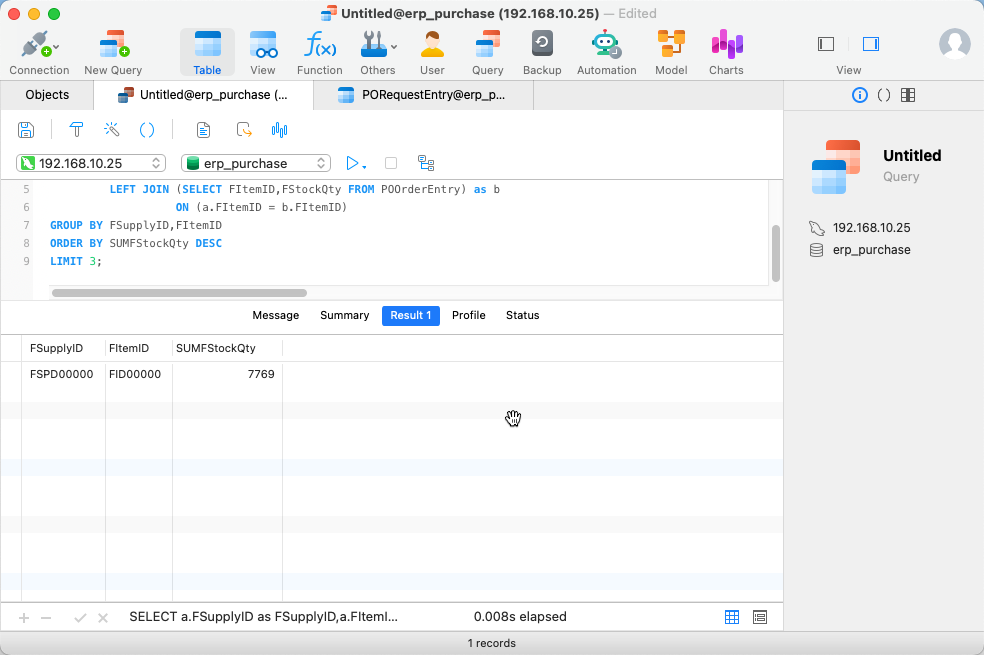 Untitled@erp_purchase (192.168.10.25) — Edited
Connection New Query Table View Function Others User Query Backup Automation Model Charts View
Objects Untitled@erp_purchase (... PORequestEntry@erp_p...
192.168.10.25 erp_purchase
5 LEFT JOIN (SELECT FItemID,FStockQty FROM POOrderEntry) as b
6 ON (a.FItemID = b.FItemID)
7 GROUP BY FSupplyID,FItemID
8 ORDER BY SUMFStockQty DESC
9 LIMIT 3;
Message Summary Result 1 Profile Status
FSupplyID FItemID SUMFStockQty
FSPD00000 FID00000 7769
SELECT a.FSupplyID as FSupplyID,a.FItemI... 0.008s elapsed
1 records
Untitled
Query
192.168.10.25
erp_purchase